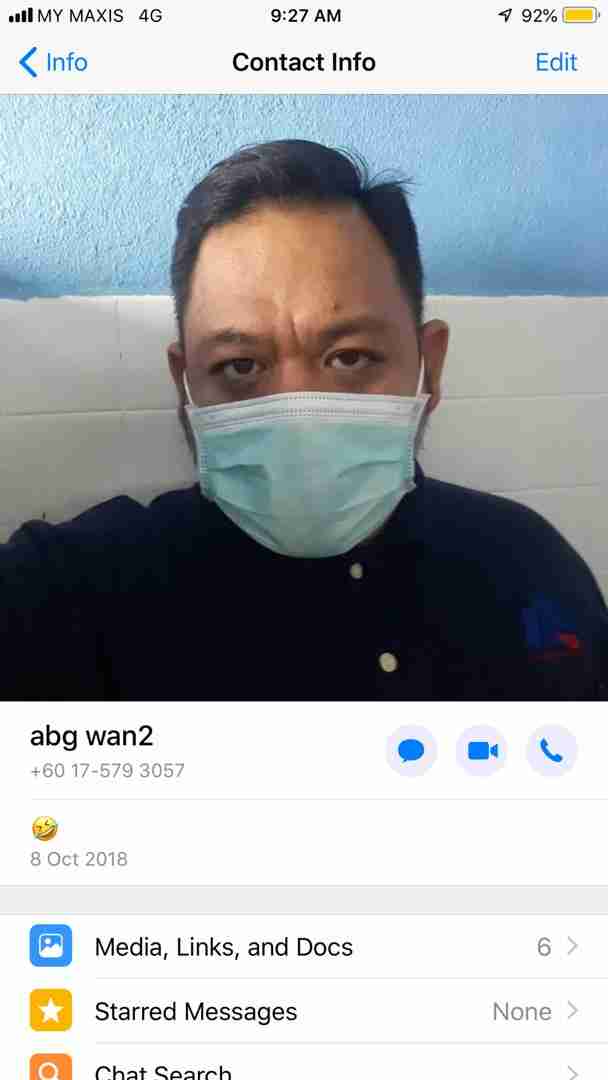 MY MAXIS 4G 9:27 AM 92%
Info Contact Info Edit
abg wan2
+60 17-579 3057
🤣
8 Oct 2018
Media, Links, and Docs 6
Starred Messages None
Chat Search